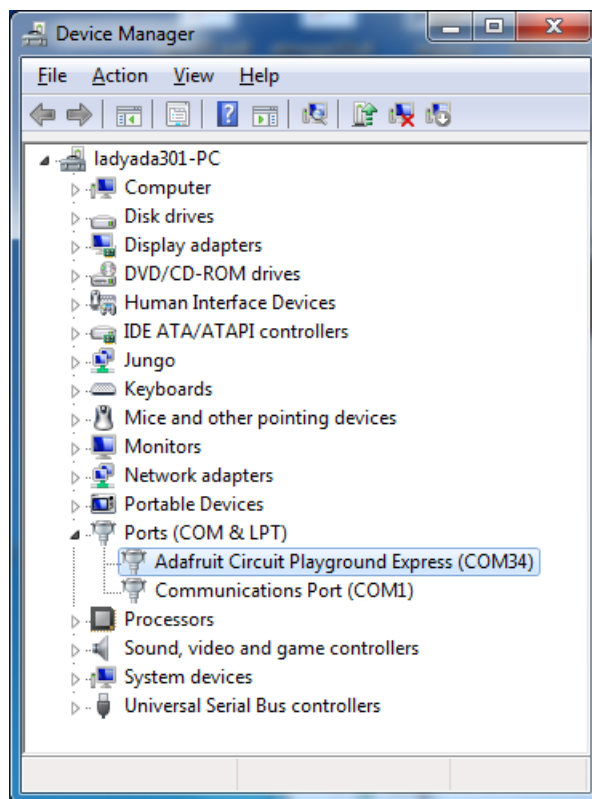 Device Manager
File Action View Help
ladyada301-PC
Computer
Disk drives
Display adapters
DVD/CD-ROM drives
Human Interface Devices
IDE ATA/ATAPI controllers
Jungo
Keyboards
Mice and other pointing devices
Monitors
Network adapters
Portable Devices
Ports (COM & LPT)
Adafruit Circuit Playground Express (COM34)
Communications Port (COM1)
Processors
Sound, video and game controllers
System devices
Universal Serial Bus controllers